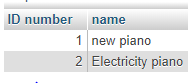 ID number name
1 new piano
2 Electricity piano